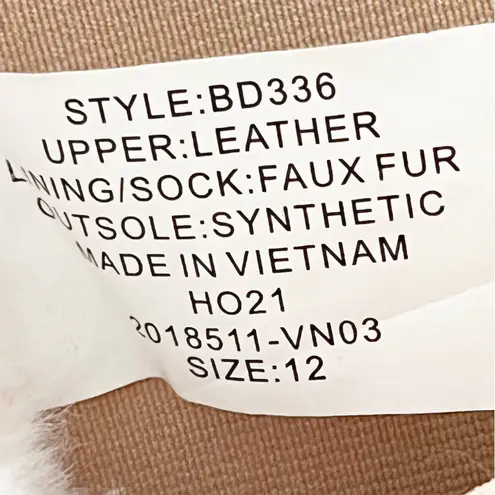 STYLE:BD336
UPPER:LEATHER
LINING/SOCK:FAUX FUR
OUTSOLE:SYNTHETIC
MADE IN VIETNAM
HO21
2018511-VN03
SIZE:12